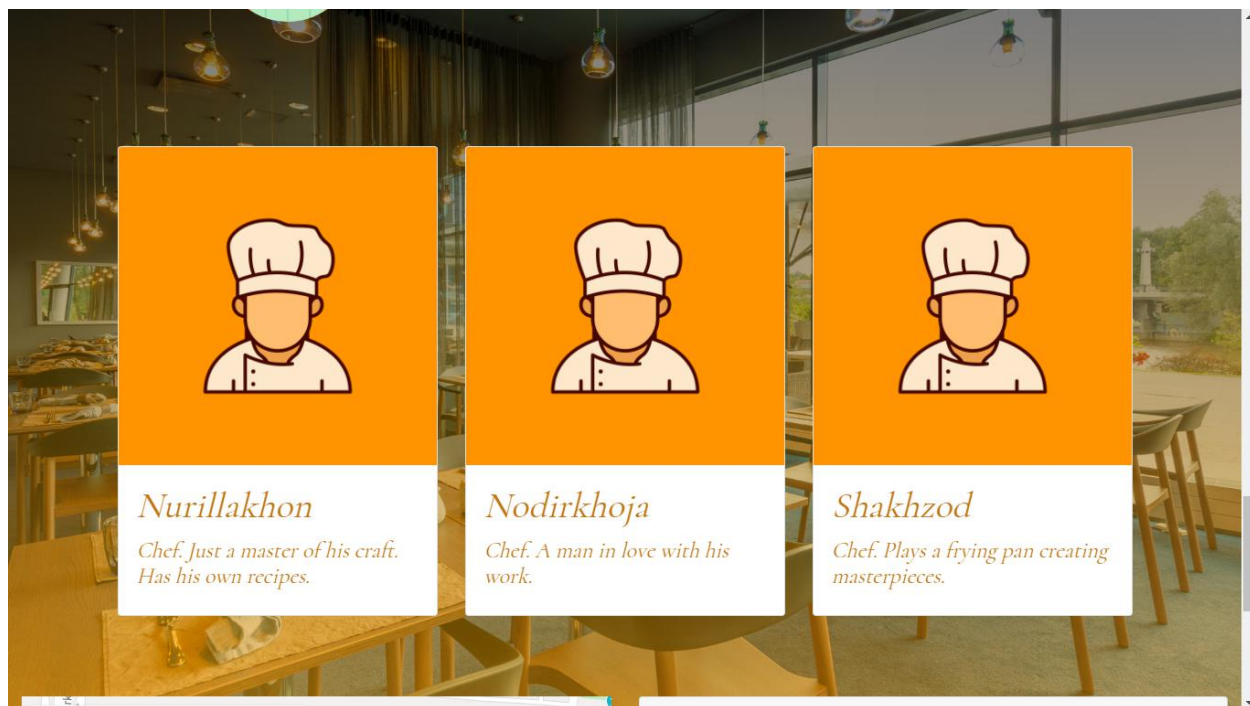 Nurillakhon
Chef. Just a master of his craft.
Has his own recipes.
Nodirkhoja
Chef. A man in love with his
work.
Shakhzod
Chef. Plays a frying pan creating
masterpieces.